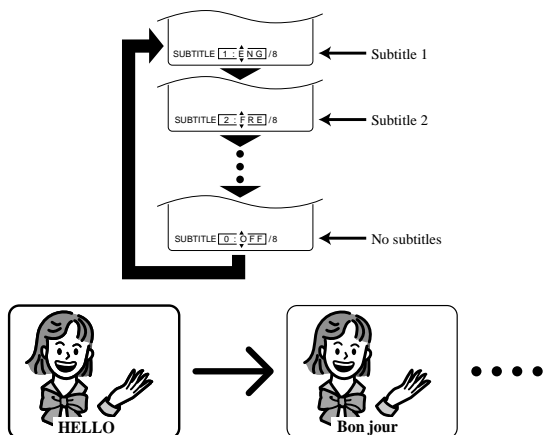 SUBTITLE 1 : ENG /8
Subtitle 1
SUBTITLE 2 : FRE /8
Subtitle 2
SUBTITLE 0 : OFF /8
No subtitles
HELLO
Bon jour